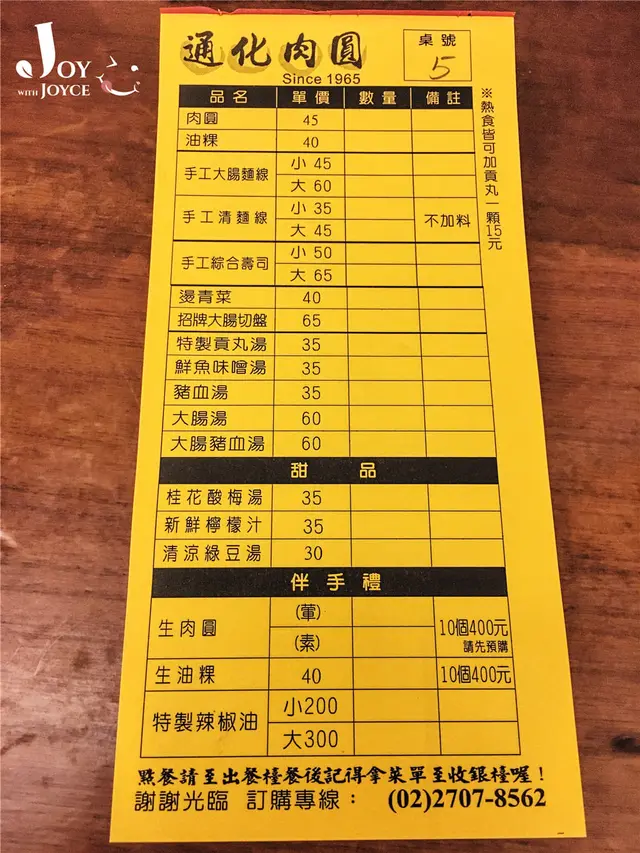 JOY
WITH JOYCE
通化肉圓
Since 1965
桌號
5
品名 單價 數量 備註
※熱食皆可加貢丸一顆15元
肉圓 45
油粿 40
手工大腸麵線 小 45
大 60
手工清麵線 小 35 不加料
大 45
手工綜合壽司 小 50
大 65
燙青菜 40
招牌大腸切盤 65
特製貢丸湯 35
鮮魚味噌湯 35
豬血湯 35
大腸湯 60
大腸豬血湯 60
甜品
桂花酸梅湯 35
新鮮檸檬汁 35
清涼綠豆湯 30
伴手禮
生肉圓 (葷) 10個400元
(素) 請先預購
生油粿 40 10個400元
特製辣椒油 小200
大300
點餐請至出餐檯餐後記得拿菜單至收銀檯喔！
謝謝光臨 訂購專線： (02)2707-8562